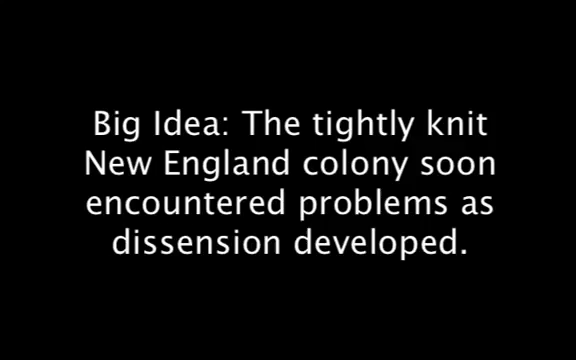 Big Idea: The tightly knit
New England colony soon
encountered problems as
dissension developed.